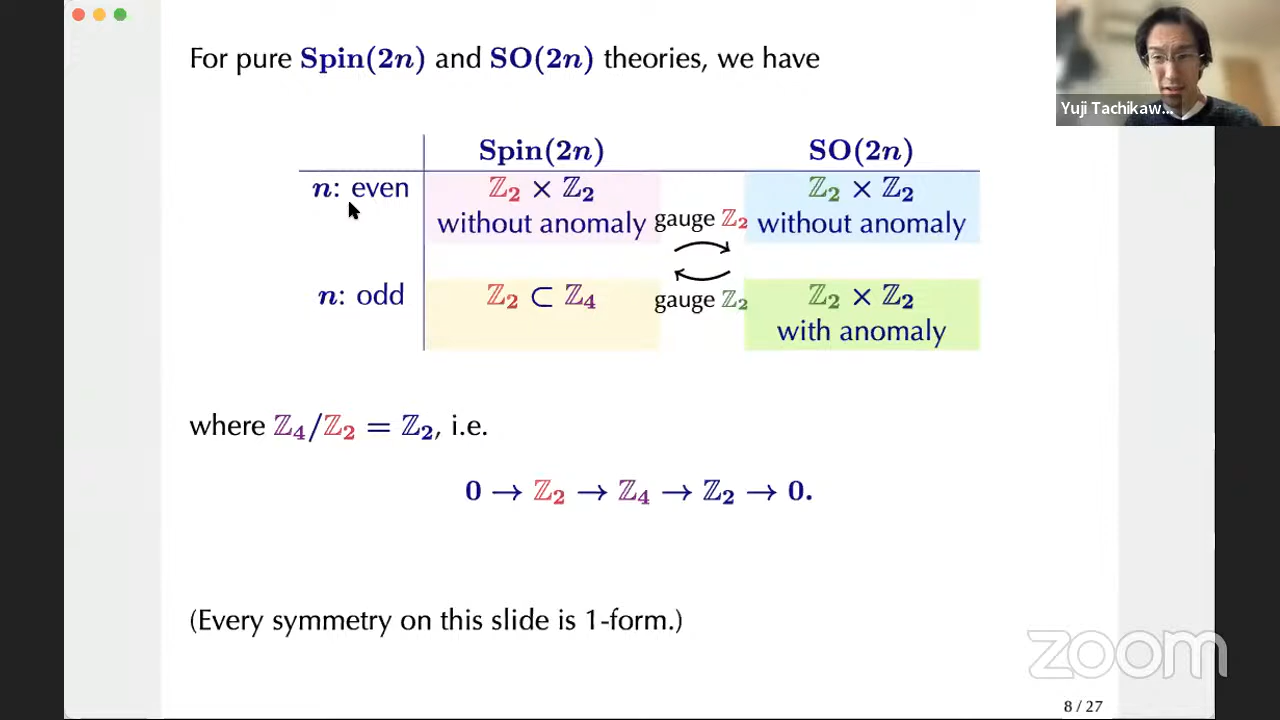 For pure Spin(2n) and SO(2n) theories, we have
Yuji Tachikaw...
Spin(2n) SO(2n)
n: even ℤ₂ × ℤ₂ ℤ₂ × ℤ₂
without anomaly gauge ℤ₂ without anomaly
n: odd ℤ₂ ⊂ ℤ₄ gauge ℤ₂ ℤ₂ × ℤ₂
with anomaly
where ℤ₄/ℤ₂ = ℤ₂, i.e.
0 → ℤ₂ → ℤ₄ → ℤ₂ → 0.
(Every symmetry on this slide is 1-form.)
zoom
8 / 27